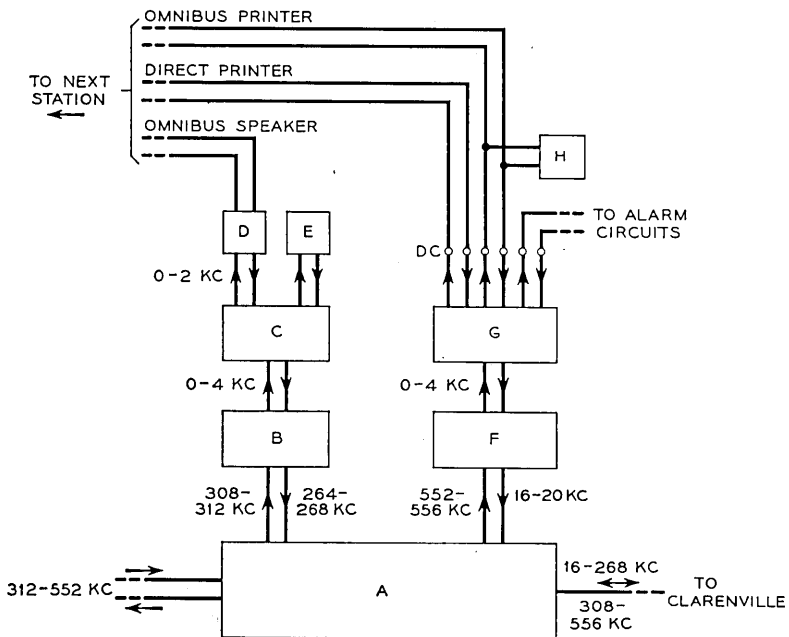 OMNIBUS PRINTER
DIRECT PRINTER
TO NEXT
STATION
OMNIBUS SPEAKER
H
D
E
TO ALARM
CIRCUITS
DC
0-2 KC
C
G
0-4 KC
0-4 KC
B
F
308-
312 KC
264-
268 KC
552-
556 KC
16-20 KC
312-552 KC
A
16-268 KC
308-
556 KC
TO
CLARENVILLE